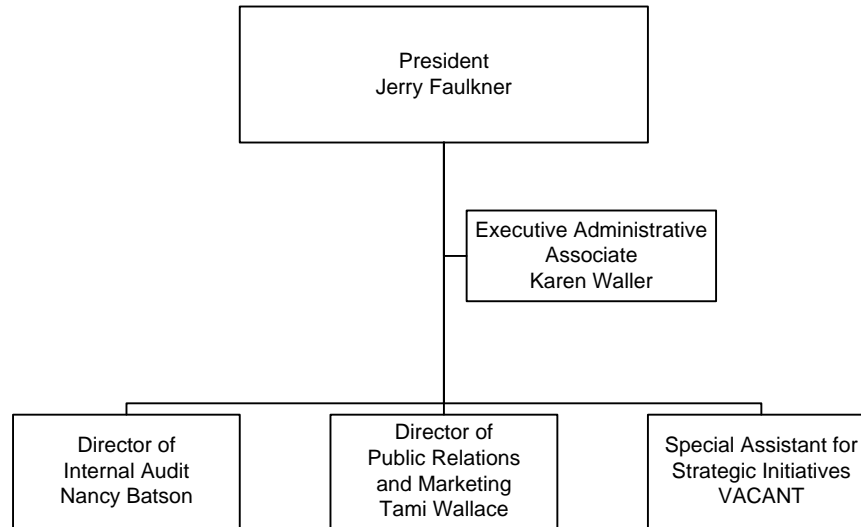 President
Jerry Faulkner
Executive Administrative
Associate
Karen Waller
Director of
Internal Audit
Nancy Batson
Director of
Public Relations
and Marketing
Tami Wallace
Special Assistant for
Strategic Initiatives
VACANT